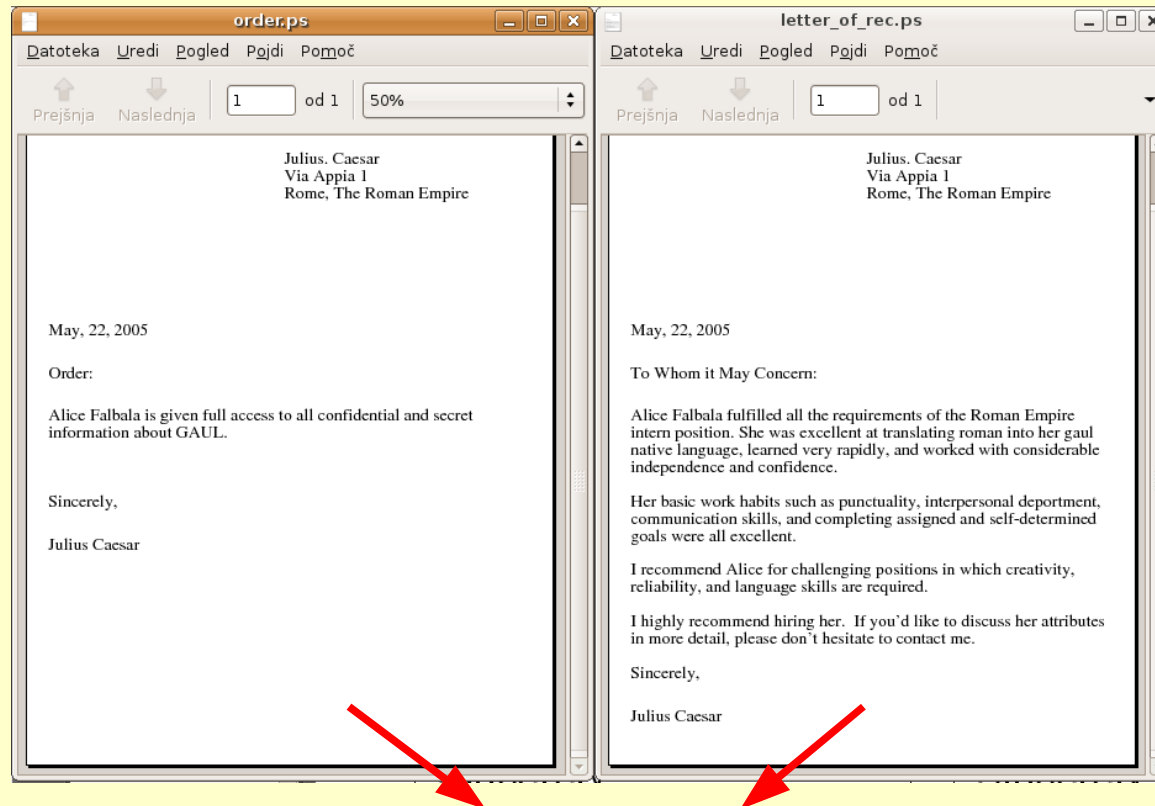 order.ps
Datoteka Uredi Pogled Pojdi Pomoč
Prejšnja Naslednja 1 od 1 50%
Julius. Caesar
Via Appia 1
Rome, The Roman Empire
May, 22, 2005
Order:
Alice Falbala is given full access to all confidential and secret
information about GAUL.
Sincerely,
Julius Caesar
letter_of_rec.ps
Datoteka Uredi Pogled Pojdi Pomoč
Prejšnja Naslednja 1 od 1
Julius. Caesar
Via Appia 1
Rome, The Roman Empire
May, 22, 2005
To Whom it May Concern:
Alice Falbala fulfilled all the requirements of the Roman Empire
intern position. She was excellent at translating roman into her gaul
native language, learned very rapidly, and worked with considerable
independence and confidence.
Her basic work habits such as punctuality, interpersonal deportment,
communication skills, and completing assigned and self-determined
goals were all excellent.
I recommend Alice for challenging positions in which creativity,
reliability, and language skills are required.
I highly recommend hiring her.  If you'd like to discuss her attributes
in more detail, please don't hesitate to contact me.
Sincerely,
Julius Caesar